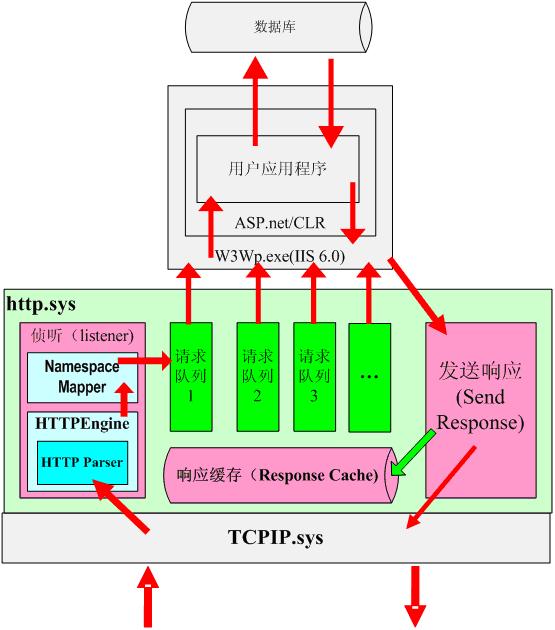 数据库
用户应用程序
ASP.net/CLR
W3Wp.exe(IIS 6.0)
http.sys
侦听（listener）
Namespace
Mapper
HTTPEngine
HTTP Parser
请求
队列
1
请求
队列
2
请求
队列
3
...
发送响应
(Send
Response)
响应缓存（Response Cache)
TCPIP.sys